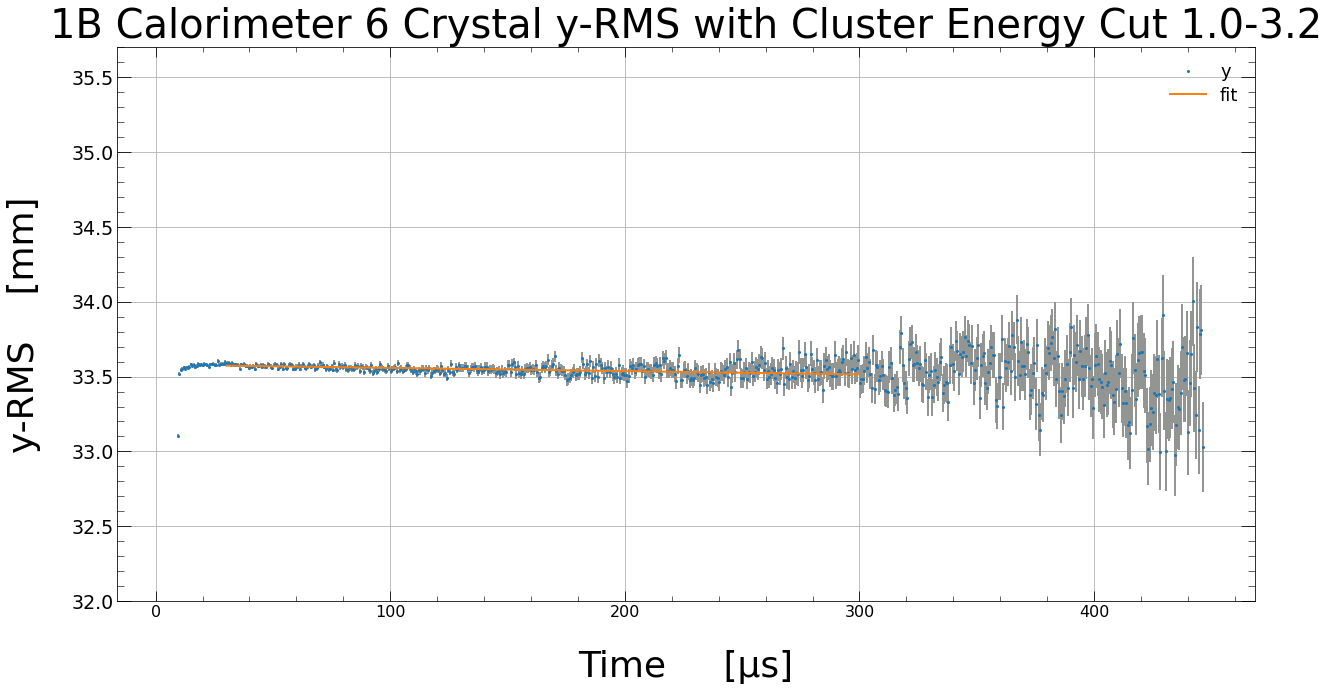 1B Calorimeter 6 Crystal y-RMS with Cluster Energy Cut 1.0-3.2
y
fit
35.5
35.0
34.5
34.0
33.5
33.0
32.5
32.0
y-RMS [mm]
0 100 200 300 400
Time [μs]